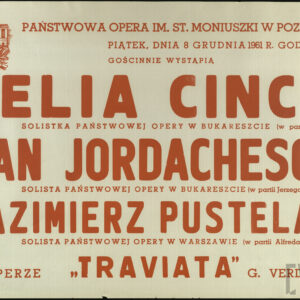 PAŃSTWOWA OPERA IM. ST. MONIUSZKI W POZ
PIĄTEK, DNIA 8 GRUDNIA 1961 R. GOD
GOŚCINNIE WYSTĄPIĄ
ELIA CINC
SOLISTKA PAŃSTWOWEJ OPERY W BUKARESZCIE (w par
AN JORDACHESC
SOLISTA PAŃSTWOWEJ OPERY W BUKARESZCIE (w partii Jerzego
AZIMIERZ PUSTELA
SOLISTA PAŃSTWOWEJ OPERY W WARSZAWIE (w partii Alfreda
PERZE „TRAVIATA" G. VERD